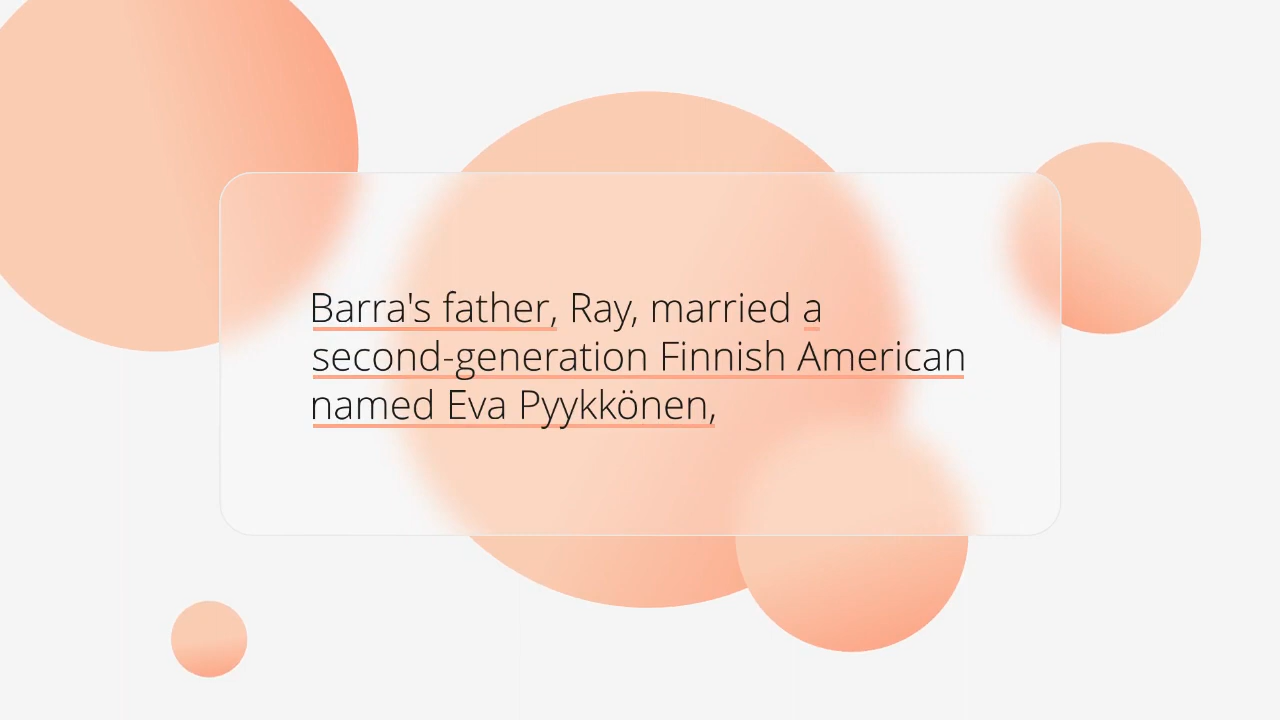 Barra's father, Ray, married a
second-generation Finnish American
named Eva Pyykkönen,